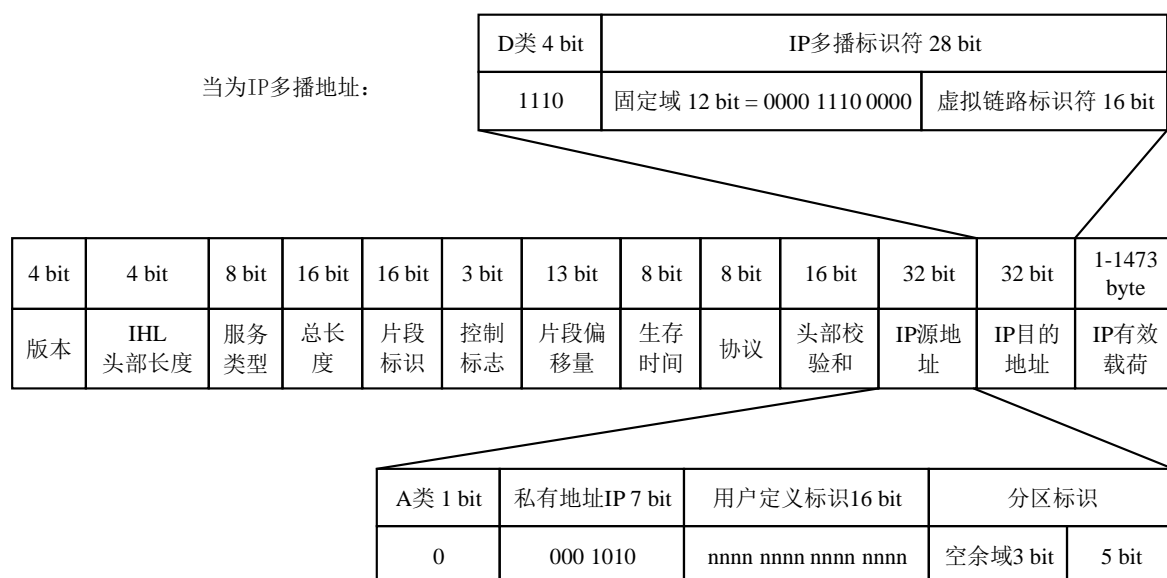 D类 4 bit IP多播标识符 28 bit
当为IP多播地址：
1110 固定域 12 bit = 0000 1110 0000 虚拟链路标识符 16 bit
4 bit 4 bit 8 bit 16 bit 16 bit 3 bit 13 bit 8 bit 8 bit 16 bit 32 bit 32 bit 1-1473 byte
版本 IHL 头部长度 服务类型 总长度 片段标识 控制标志 片段偏移量 生存时间 协议 头部校验和 IP源地址 IP目的地址 IP有效载荷
A类 1 bit 私有地址IP 7 bit 用户定义标识16 bit 分区标识
0 000 1010 nnnn nnnn nnnn nnnn 空余域3 bit 5 bit